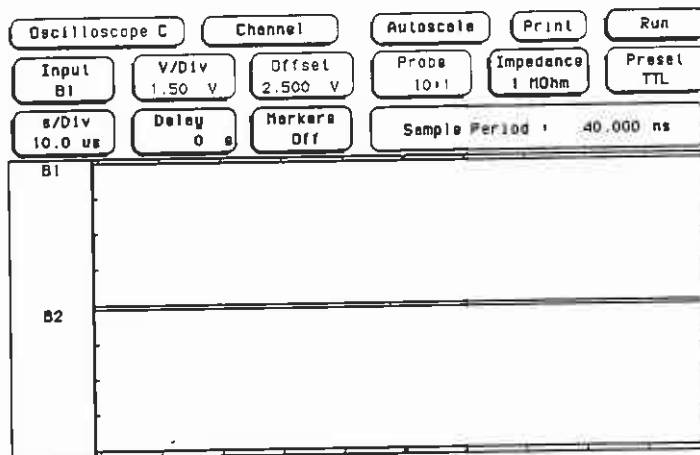 Oscilloscope C Channel Autoscale Print Run
Input V/Div Offset Probe Impedance Preset
B1 1.50 V 2.500 V 10:1 1 MOhm TTL
s/Div Delay Markers Sample Period : 40.000 ns
10.0 us 0 s Off
B1
B2